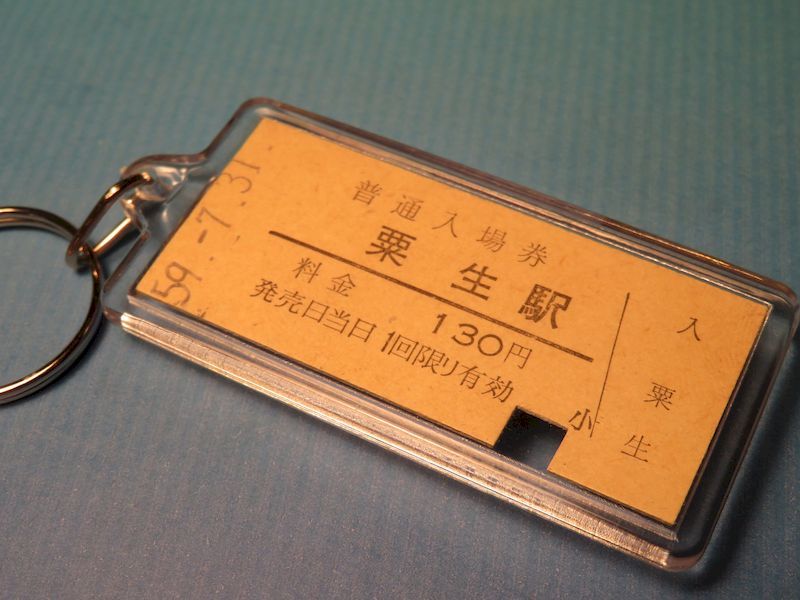 59.-7.31
普通入場券
粟生駅
料金 130円
発売日当日1回限り有効
小
入
粟生